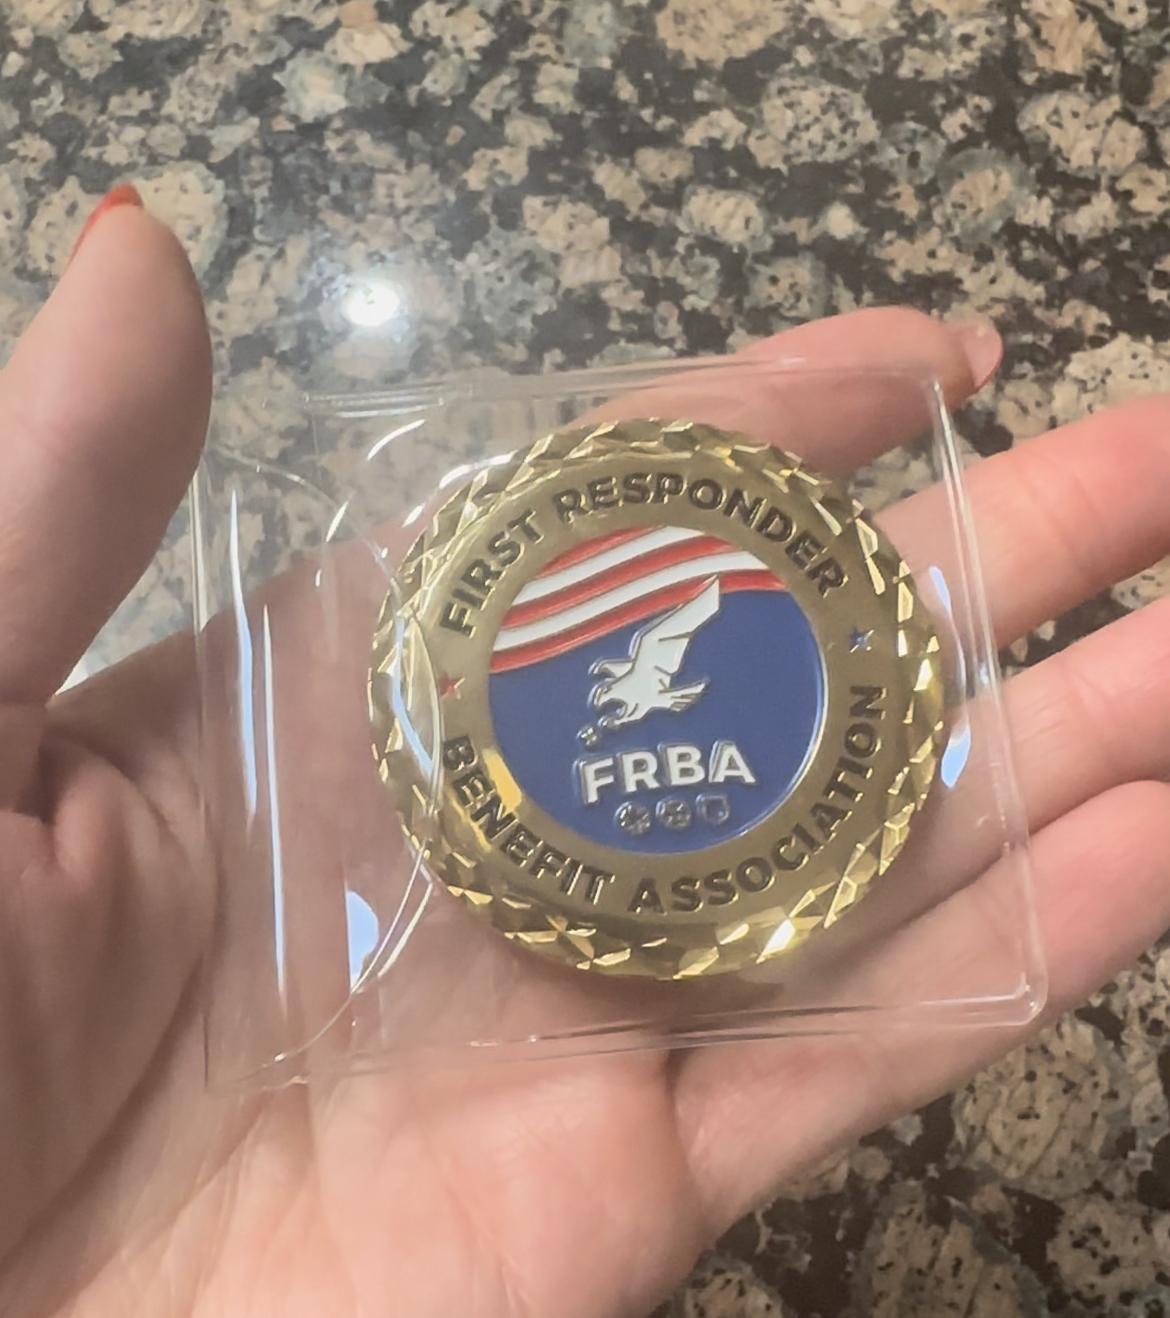 FIRST RESPONDER
FRBA
BENEFIT ASSOCIATION